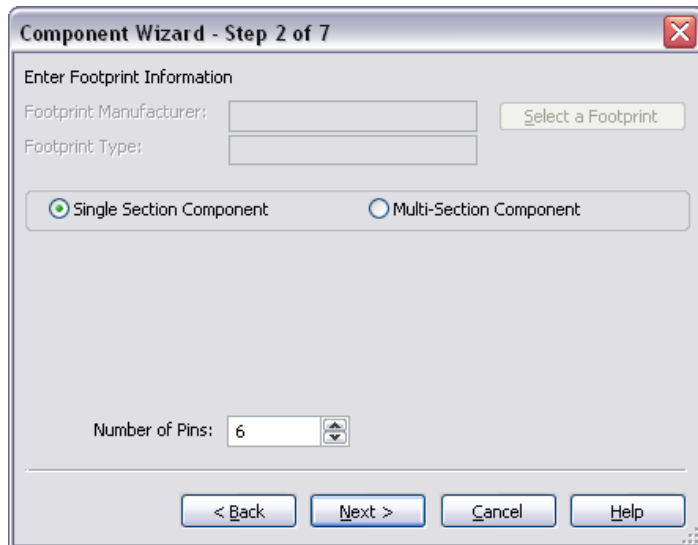 Component Wizard - Step 2 of 7
Enter Footprint Information
Footprint Manufacturer:
Select a Footprint
Footprint Type:
Single Section Component Multi-Section Component
Number of Pins: 6
< Back Next > Cancel Help